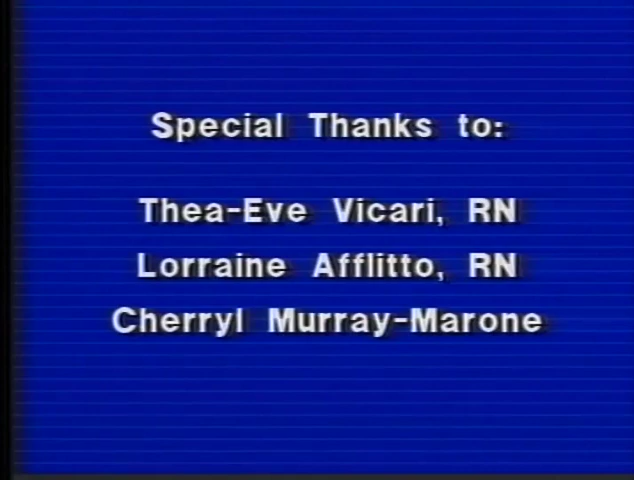 Special Thanks to:
Thea-Eve Vicari, RN
Lorraine Afflitto, RN
Cherryl Murray-Marone